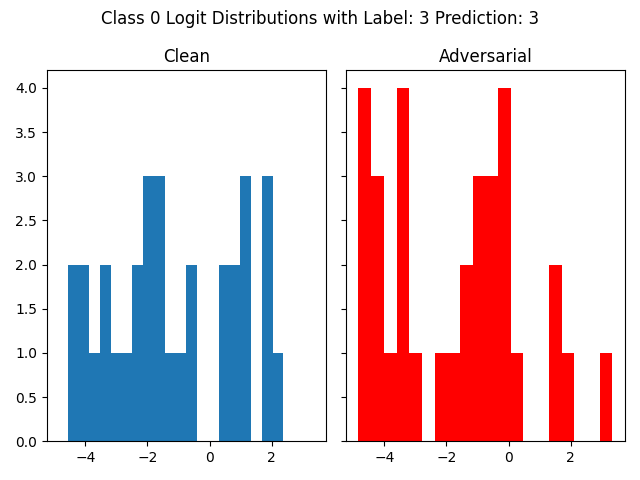 Class 0 Logit Distributions with Label: 3 Prediction: 3
Clean
Adversarial
4.0
3.5
3.0
2.5
2.0
1.5
1.0
0.5
0.0
−4 −2 0 2
−4 −2 0 2